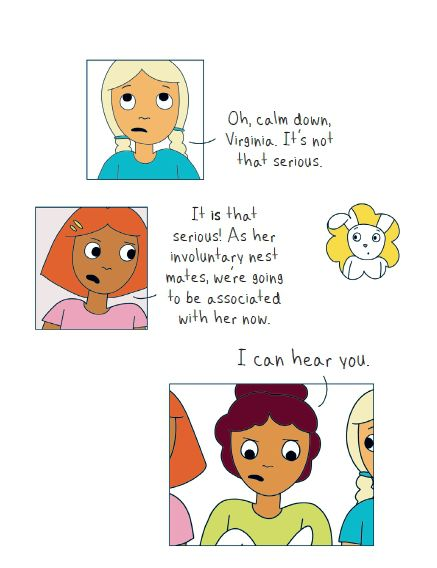 Oh, calm down,
Virginia. It's not
that serious.
It is that
serious! As her
involuntary nest
mates, we're going
to be associated
with her now.
I can hear you.